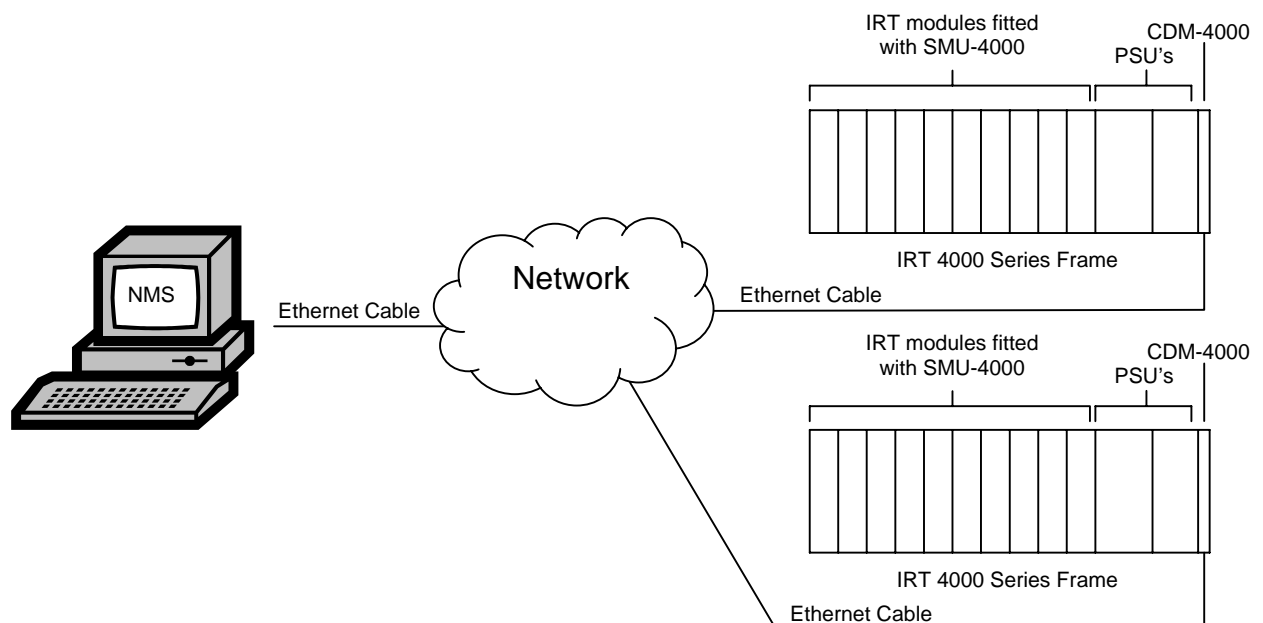 IRT modules fitted
with SMU-4000
CDM-4000
PSU's
IRT 4000 Series Frame
NMS
Ethernet Cable
Network
Ethernet Cable
IRT modules fitted
with SMU-4000
CDM-4000
PSU's
IRT 4000 Series Frame
Ethernet Cable